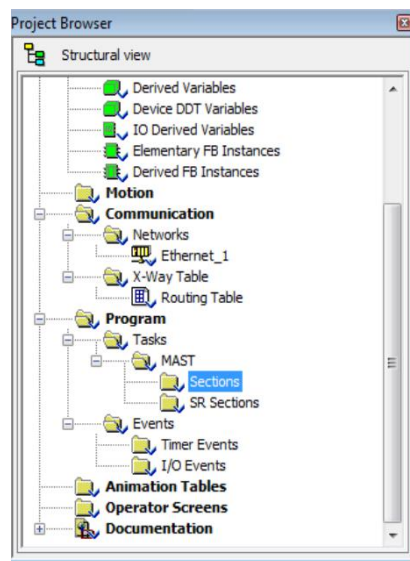 Project Browser
Structural view
Derived Variables
Device DDT Variables
IO Derived Variables
Elementary FB Instances
Derived FB Instances
Motion
Communication
Networks
Ethernet_1
X-Way Table
Routing Table
Program
Tasks
MAST
Sections
SR Sections
Events
Timer Events
I/O Events
Animation Tables
Operator Screens
Documentation